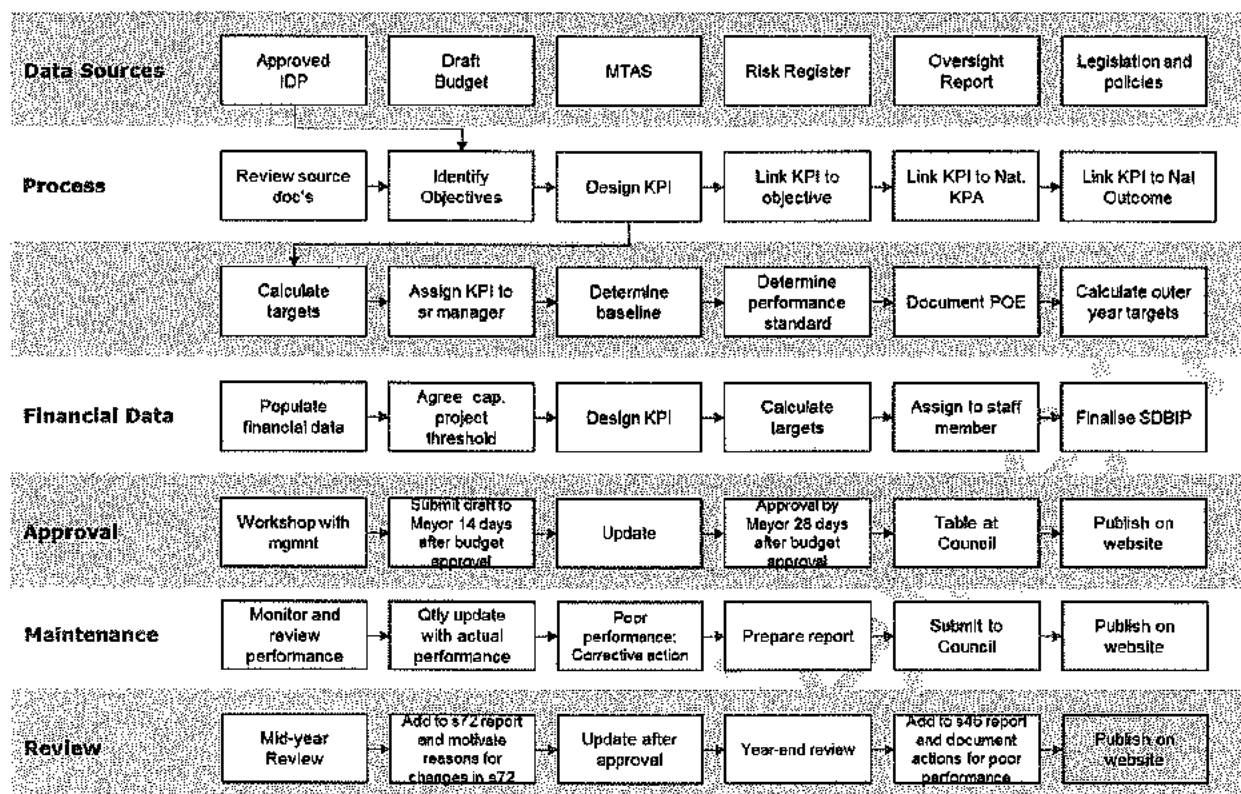 Data Sources
Approved
IDP
Draft
Budget
MTAS
Risk Register
Oversight
Report
Legislation and
policies
Process
Review source
doc's
Identify
Objectives
Design KPI
Link KPI to
objective
Link KPI to Nat.
KPA
Link KPI to Nat
Outcome
Calculate
targets
Assign KPI to
sr manager
Determine
baseline
Determine
performance
standard
Document POE
Calculate outer
year targets
Financial Data
Populate
financial data
Agree cap.
project
threshold
Design KPI
Calculate
targets
Assign to staff
member
Finalise SDBIP
Approval
Workshop with
mgmnt
Submit draft to
Mayor 14 days
after budget
approval
Update
Approval by
Mayor 28 days
after budget
approval
Table at
Council
Publish on
website
Maintenance
Monitor and
review
performance
Qtly update
with actual
performance
Poor
performance;
Corrective action
Prepare report
Submit to
Council
Publish on
website
Review
Mid-year
Review
Add to s72 report
and motivate
reasons for
changes in s72
Update after
approval
Year-end review
Add to s46 report
and document
actions for poor
performance
Publish on
website